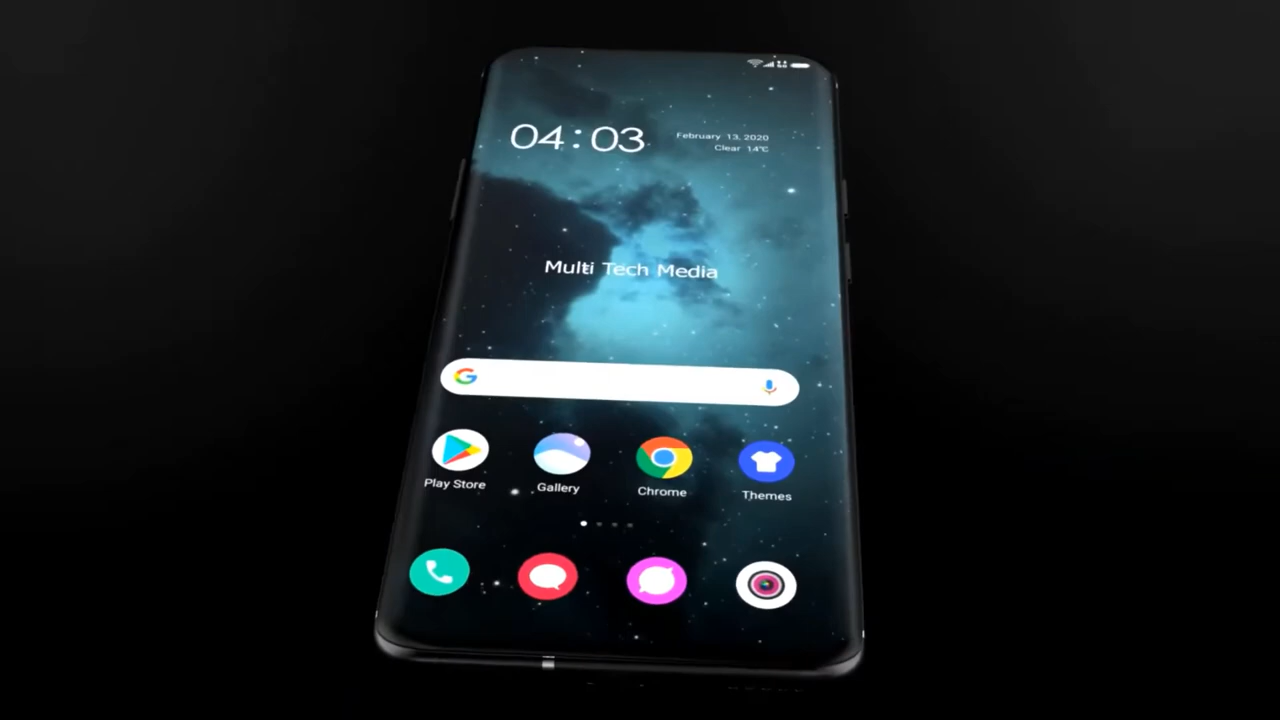 04:03
February 13, 2020
Clear 14°C
Multi Tech Media
Play Store
Gallery
Chrome
Themes